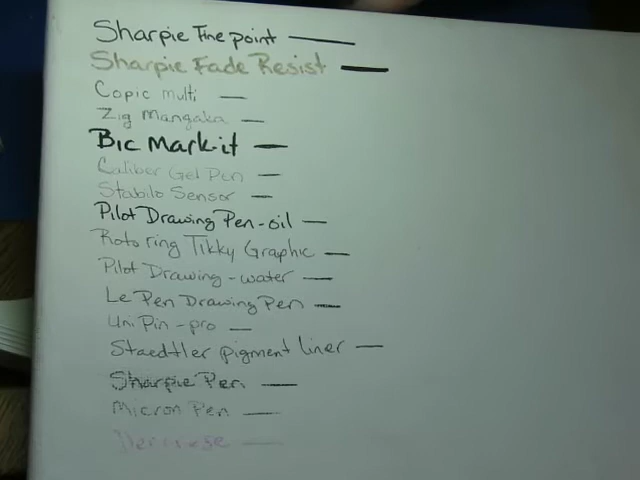 Sharpie Fine point
Sharpie Fade Resist
Copic multi
Zig Mangaka
Bic Mark-it
Caliber Gel Pen
Stabilo Sensor
Pilot Drawing Pen-oil
Rotoring Tikky Graphic
Pilot Drawing-water
Le Pen Drawing Pen
Uni Pin-pro
Staedtler pigment liner
Sharpie Pen
Micron Pen